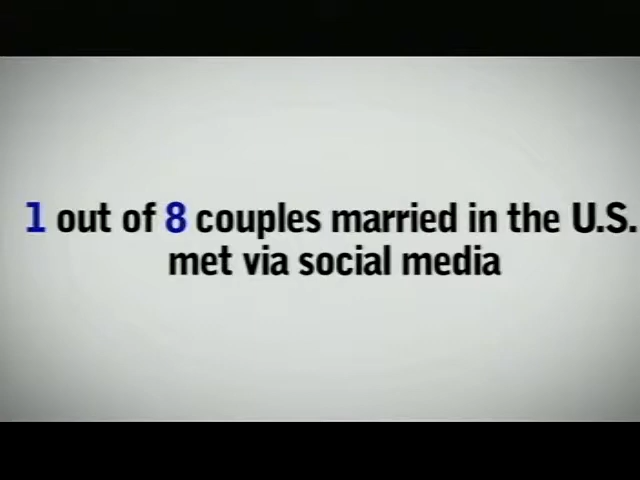 1 out of 8 couples married in the U.S.
met via social media